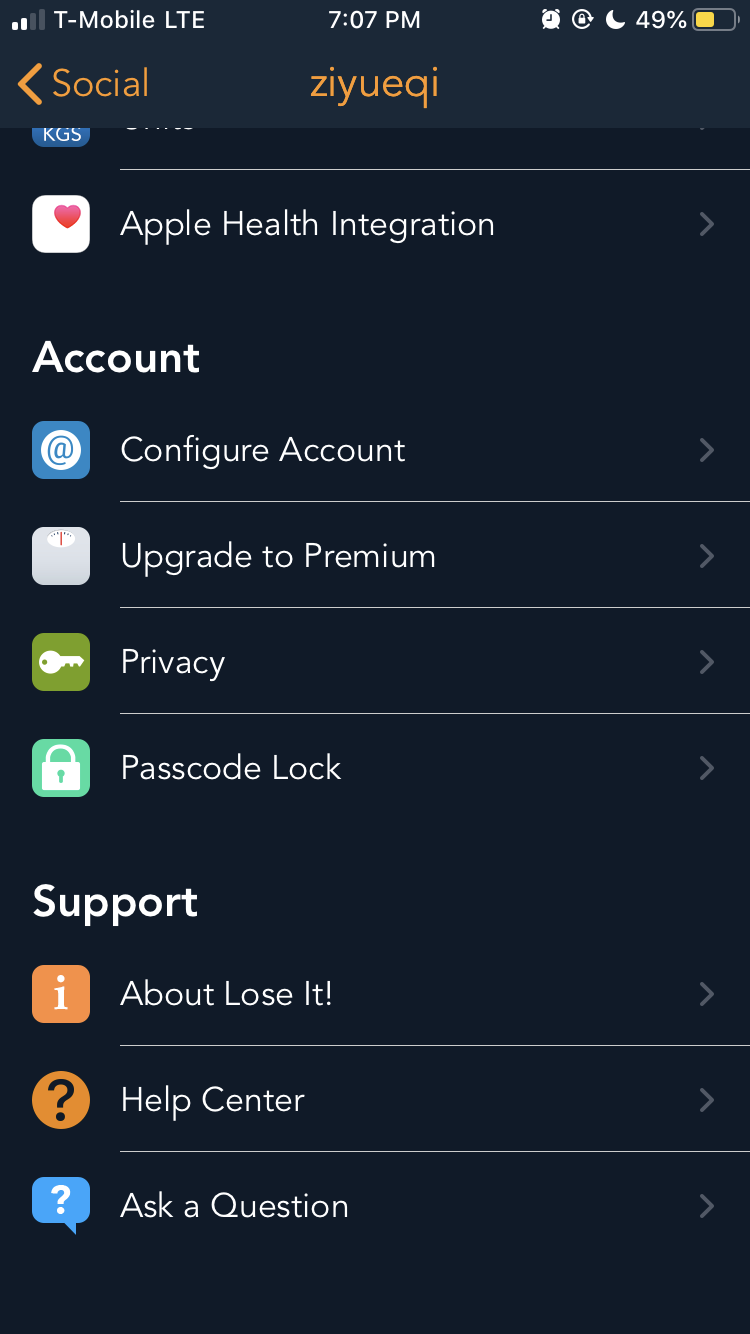 T-Mobile LTE 7:07 PM 49%
Social ziyueqi
KGS
Apple Health Integration
Account
@ Configure Account
Upgrade to Premium
Privacy
Passcode Lock
Support
i About Lose It!
? Help Center
? Ask a Question